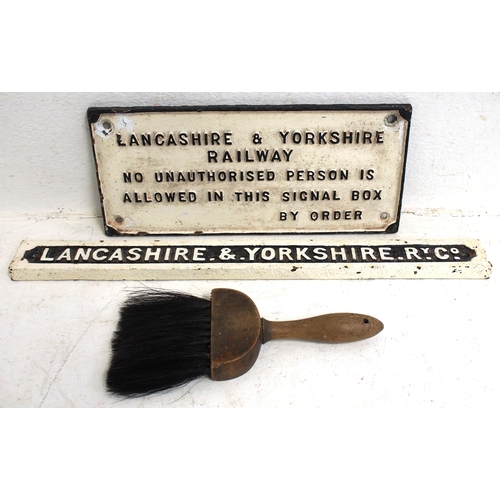 LANCASHIRE & YORKSHIRE
RAILWAY
NO UNAUTHORISED PERSON IS
ALLOWED IN THIS SIGNAL BOX
BY ORDER
LANCASHIRE.&.YORKSHIRE.RY.CO.